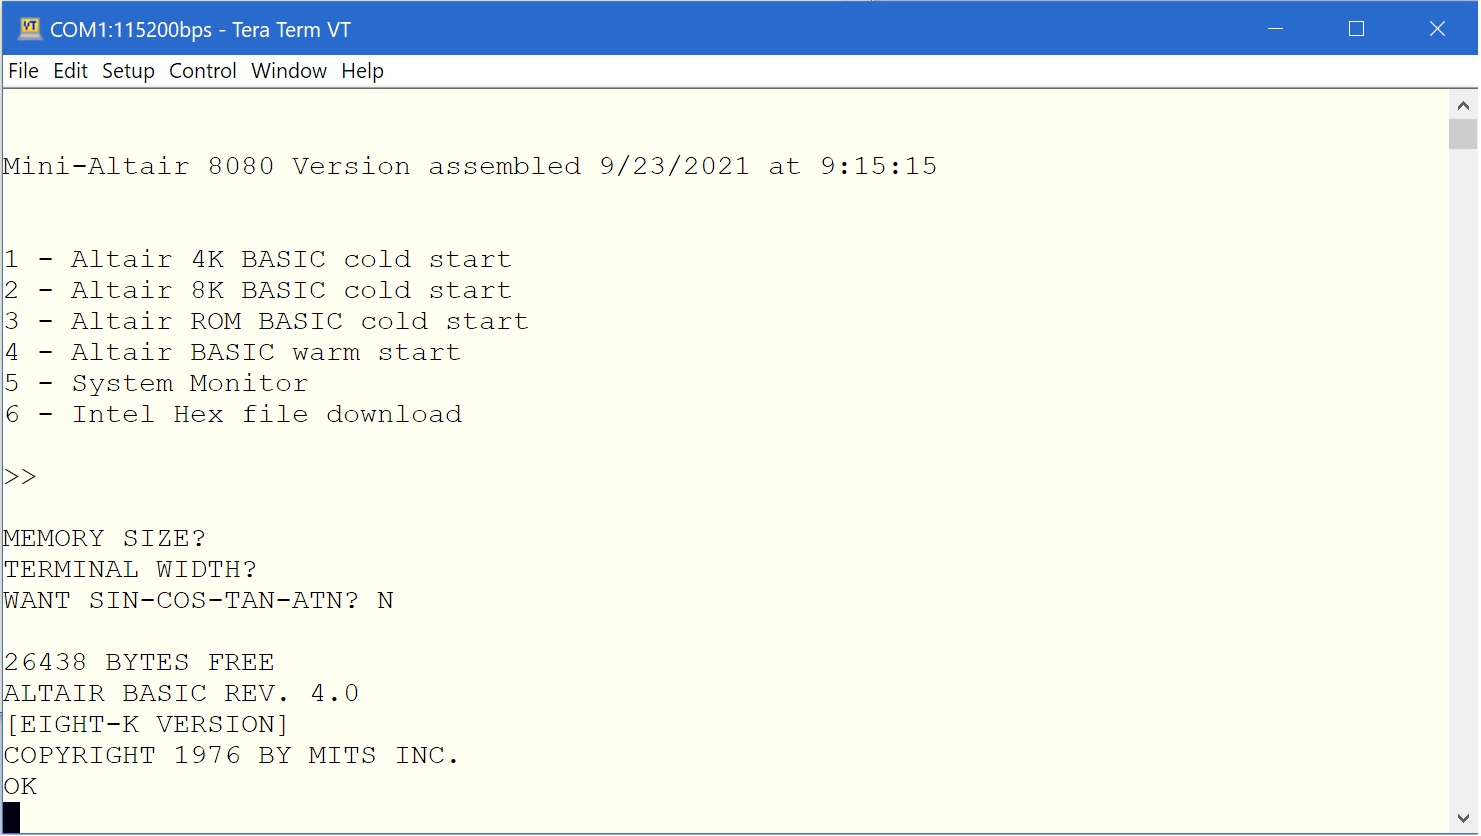 VT COM1:115200bps - Tera Term VT
File Edit Setup Control Window Help
Mini-Altair 8080 Version assembled 9/23/2021 at 9:15:15
1 - Altair 4K BASIC cold start
2 - Altair 8K BASIC cold start
3 - Altair ROM BASIC cold start
4 - Altair BASIC warm start
5 - System Monitor
6 - Intel Hex file download
>>
MEMORY SIZE?
TERMINAL WIDTH?
WANT SIN-COS-TAN-ATN? N
26438 BYTES FREE
ALTAIR BASIC REV. 4.0
[EIGHT-K VERSION]
COPYRIGHT 1976 BY MITS INC.
OK